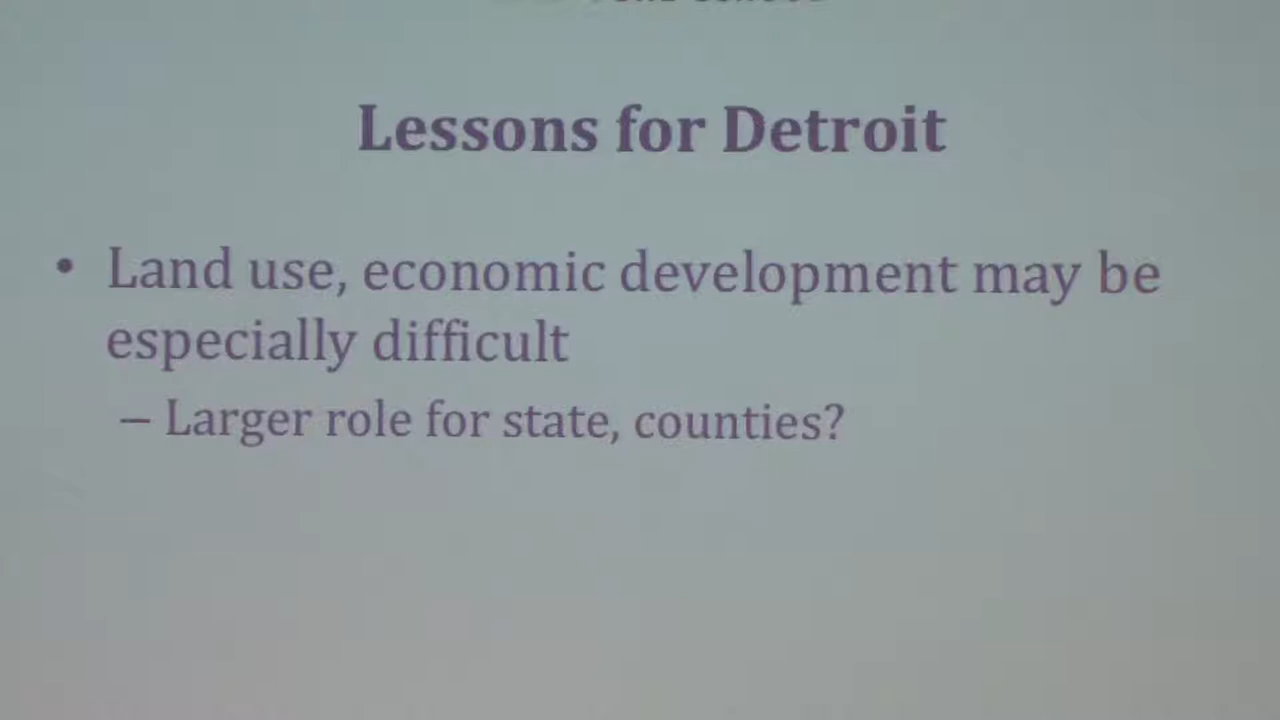 Lessons for Detroit
• Land use, economic development may be
especially difficult
– Larger role for state, counties?